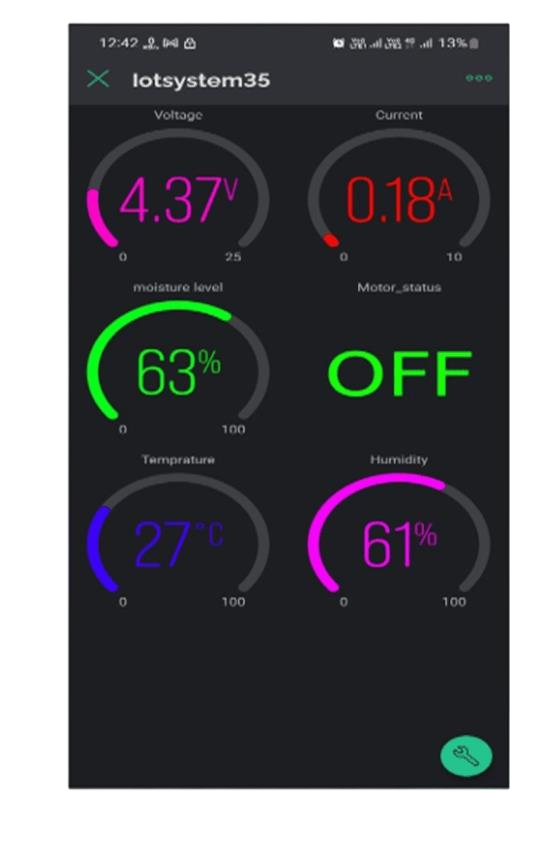 12:42
13%
lotsystem35
Voltage Current
4.37V 0.18A
0 25 0 10
moisture level Motor_status
63% OFF
0 100
Temprature Humidity
27°C 61%
0 100 0 100